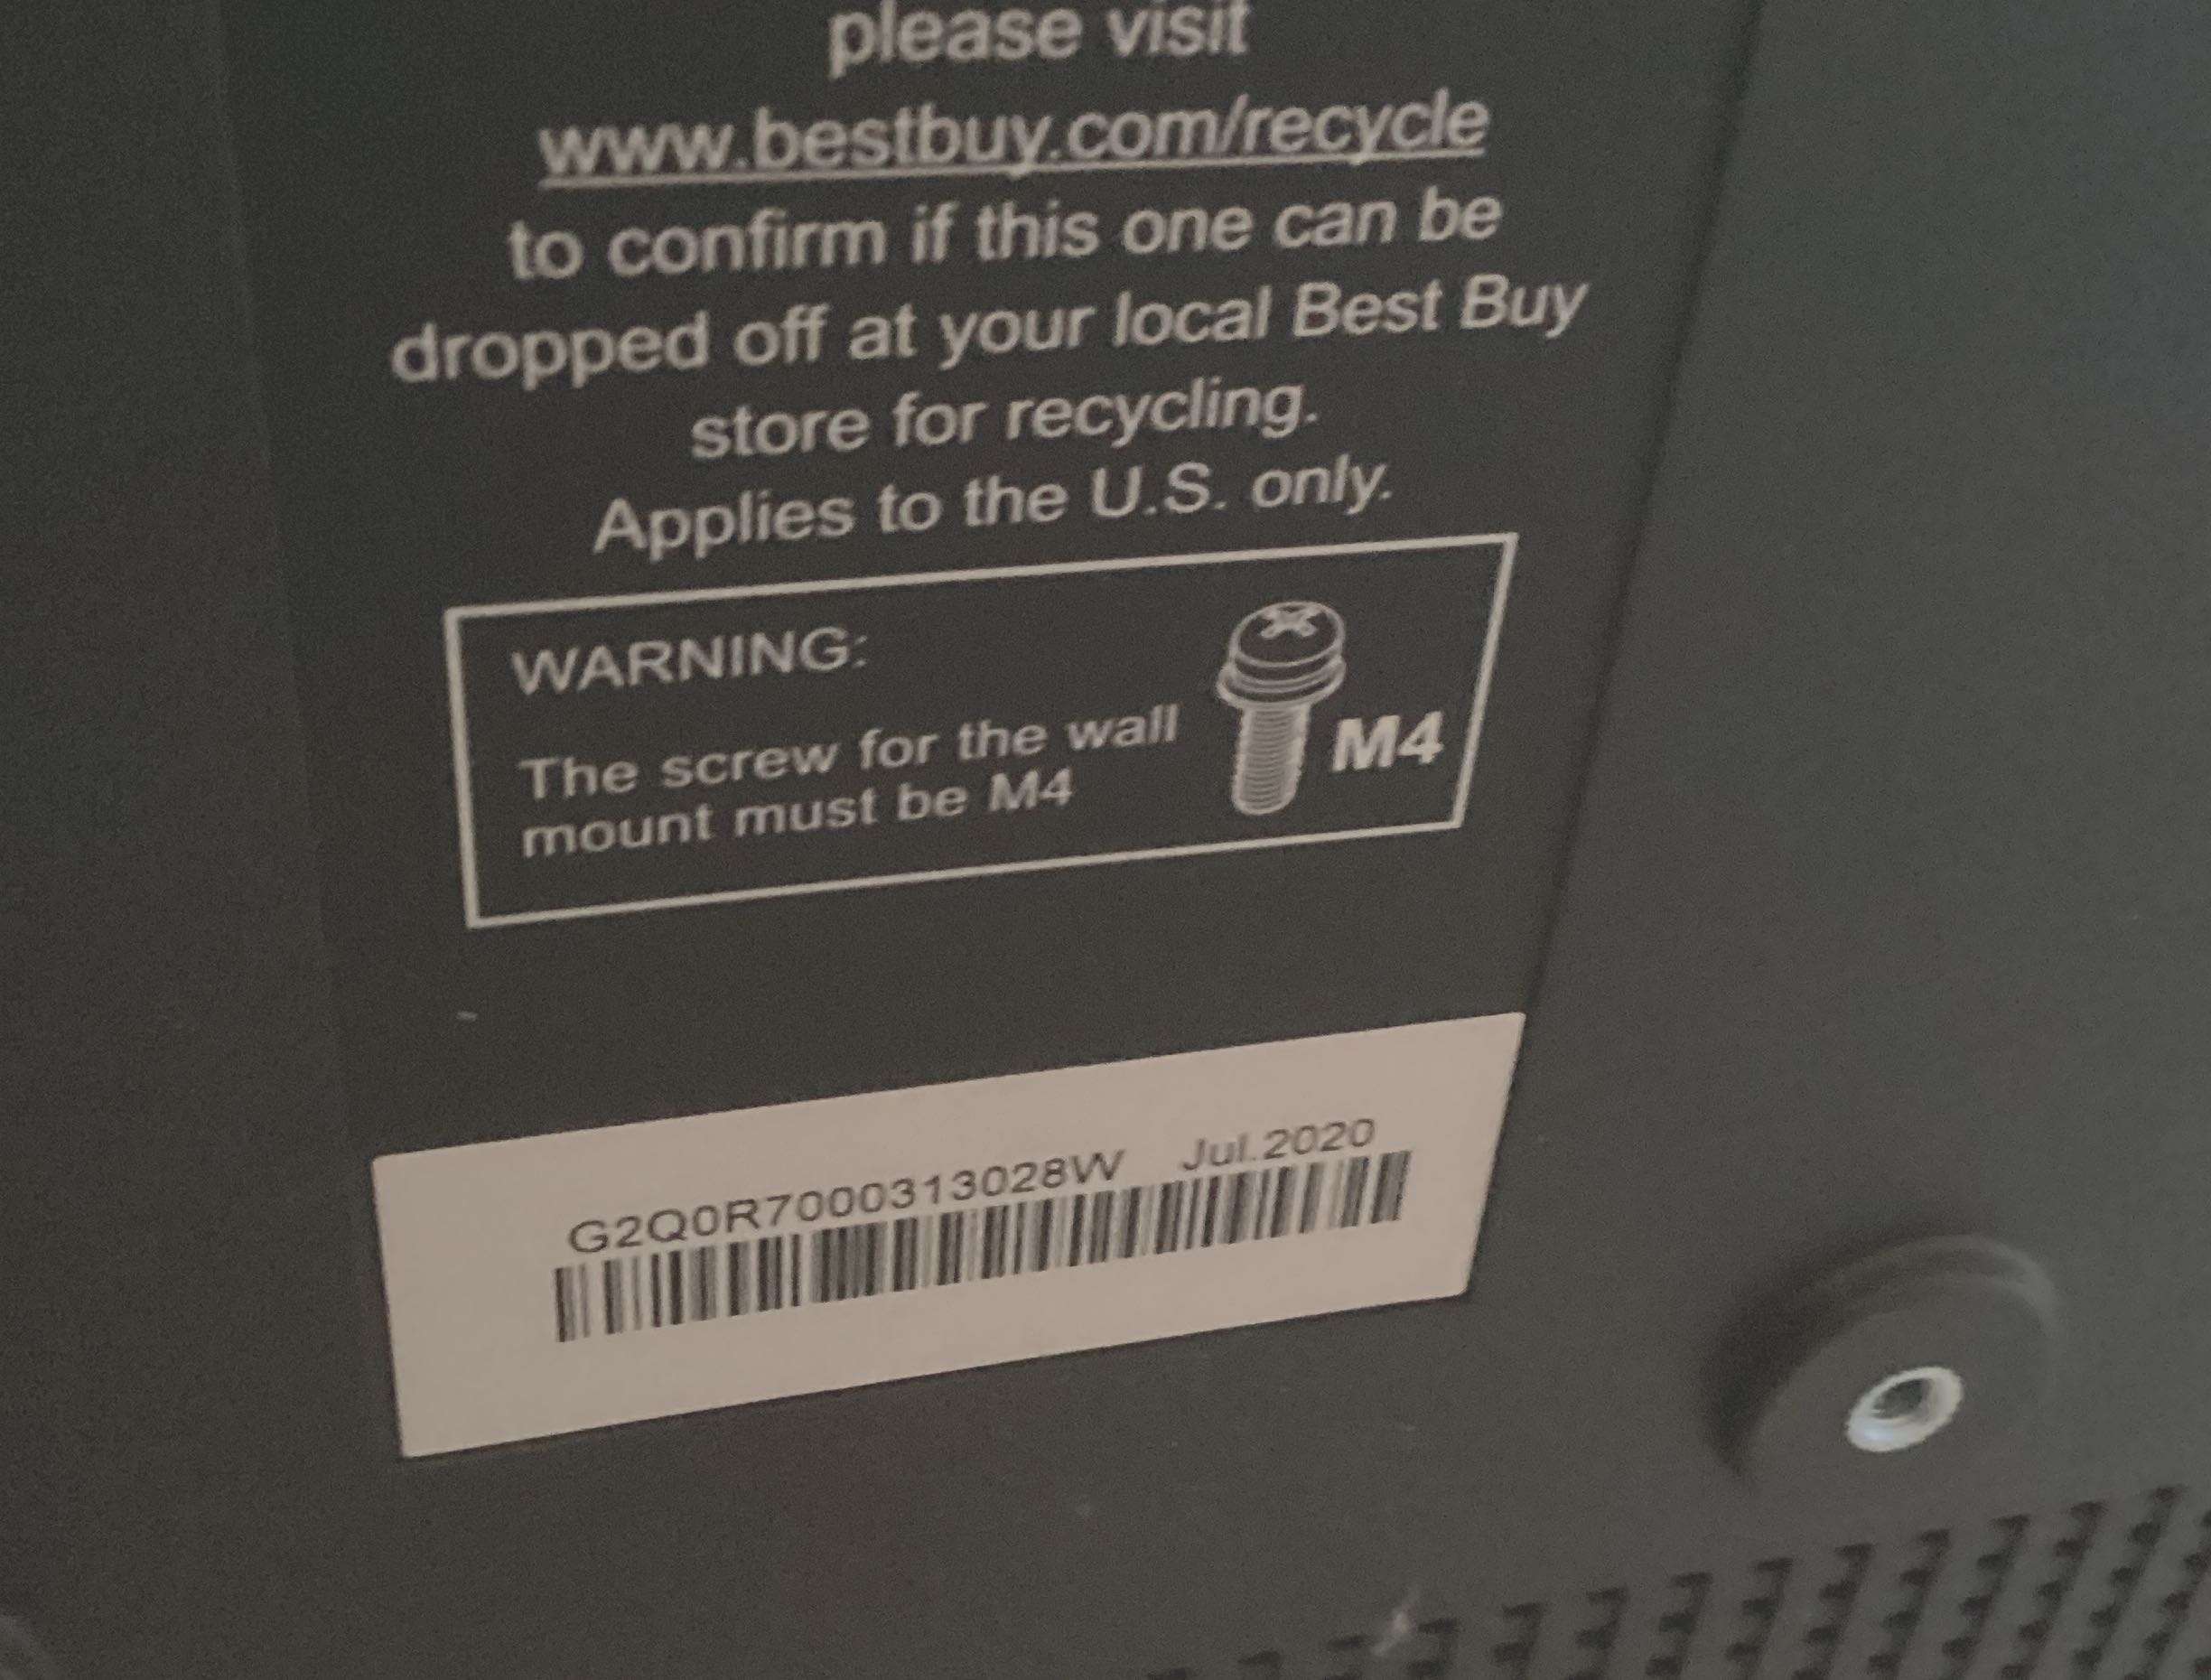 please visit
www.bestbuy.com/recycle
to confirm if this one can be
dropped off at your local Best Buy
store for recycling.
Applies to the U.S. only.
WARNING:
The screw for the wall
mount must be M4
M4
G2Q0R7000313028W Jul.2020